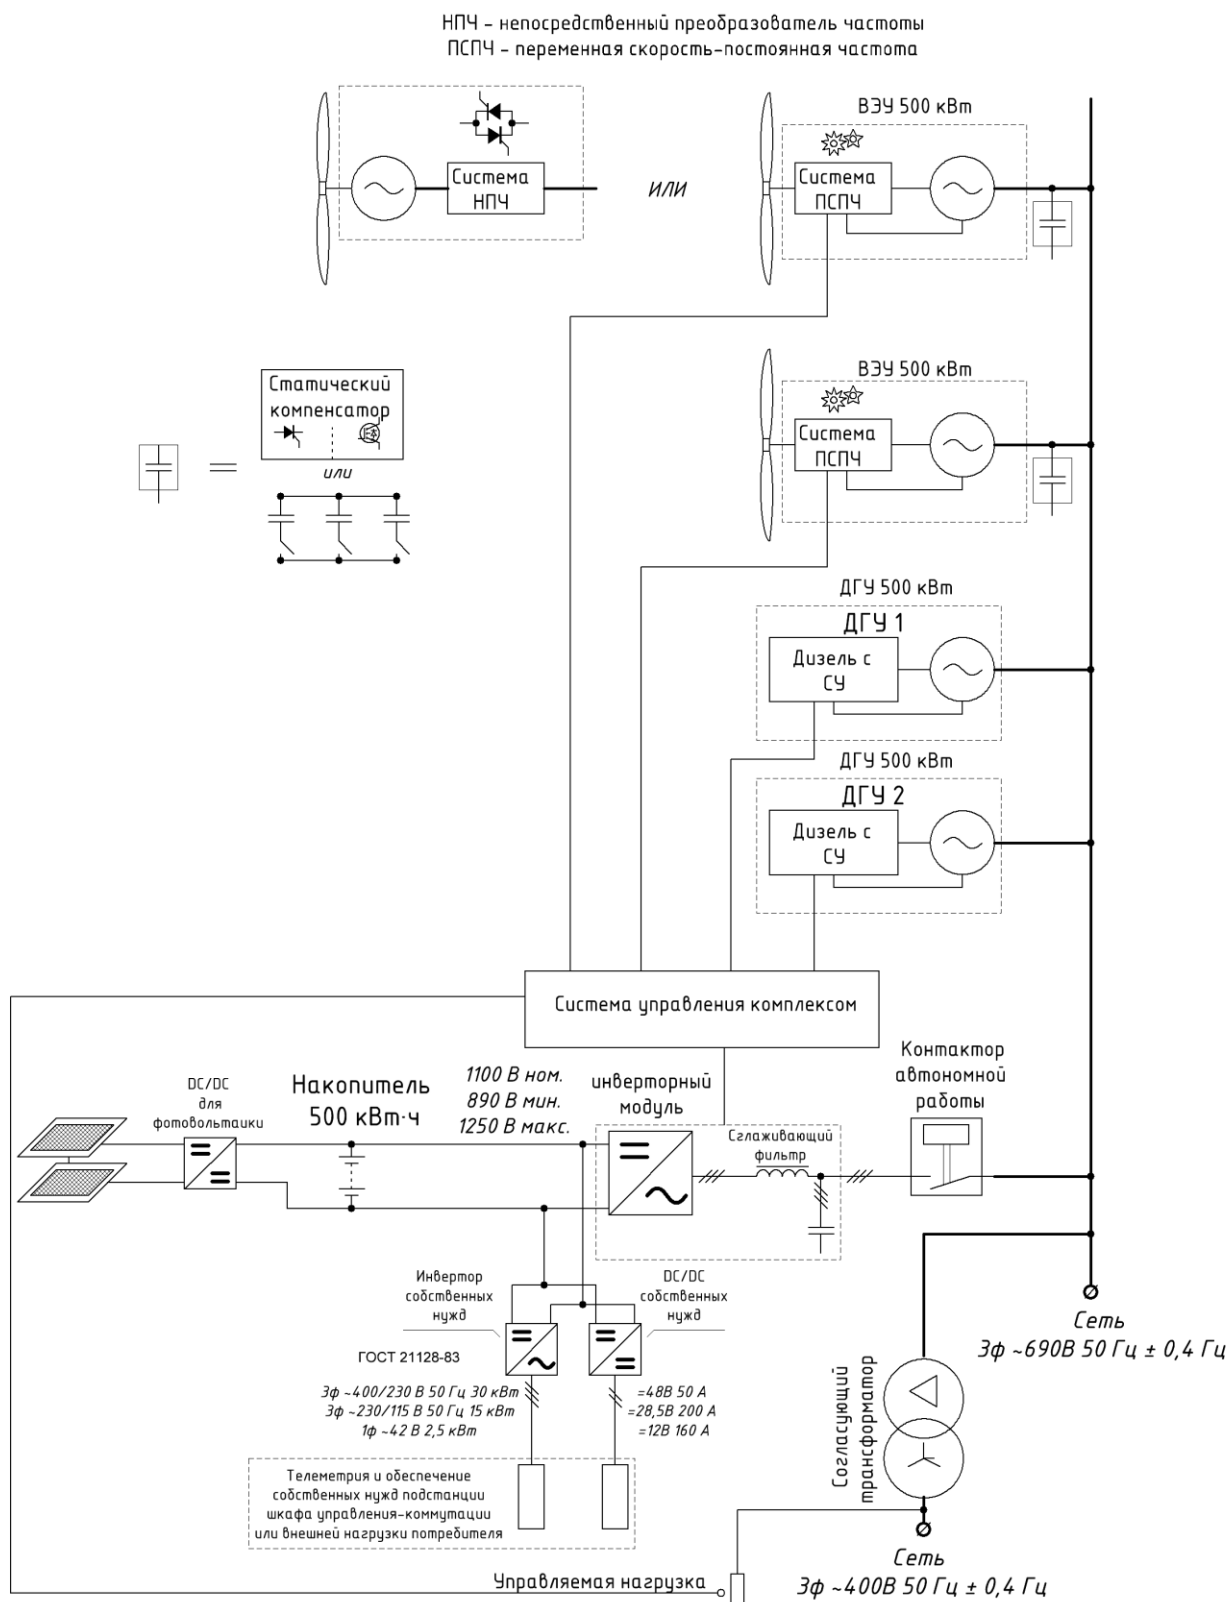 НПЧ - непосредственный преобразователь частоты
ПСПЧ - переменная скорость-постоянная частота
ВЭУ 500 кВт
Система
НПЧ
ИЛИ
Система
ПСПЧ
ВЭУ 500 кВт
Статический
компенсатор
или
Система
ПСПЧ
ДГУ 500 кВт
ДГУ 1
Дизель с
СУ
ДГУ 500 кВт
ДГУ 2
Дизель с
СУ
Система управления комплексом
Контактор
автономной
работы
DC/DC
для
фотовольтаики
Накопитель
500 кВт·ч
1100 В ном.
890 В мин.
1250 В макс.
инверторный
модуль
Сглаживающий
фильтр
Инвертор
собственных
нужд
DC/DC
собственных
нужд
ГОСТ 21128-83
3ф ~400/230 В 50 Гц 30 кВт
3ф ~230/115 В 50 Гц 15 кВт
1ф ~42 В 2,5 кВт
=48В 50 А
=28,5В 200 А
=12В 160 А
Сеть
3ф ~690В 50 Гц ± 0,4 Гц
Согласующий
трансформатор
Телеметрия и обеспечение
собственных нужд подстанции
шкафа управления-коммутации
или внешней нагрузки потребителя
Управляемая нагрузка
Сеть
3ф ~400В 50 Гц ± 0,4 Гц